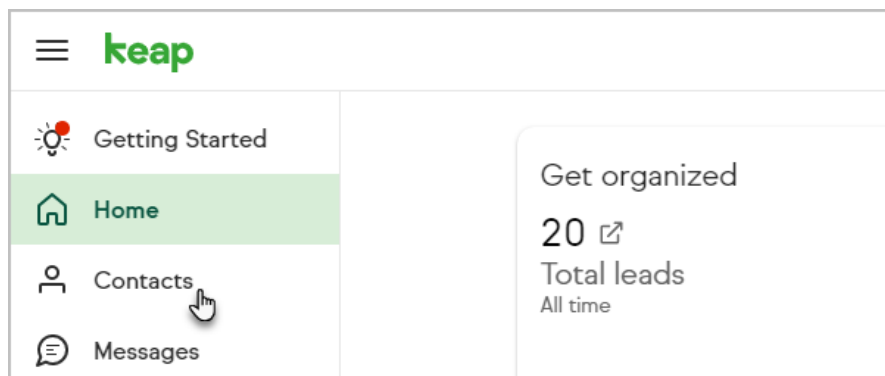 keap
Getting Started
Home
Contacts
Messages
Get organized
20
Total leads
All time